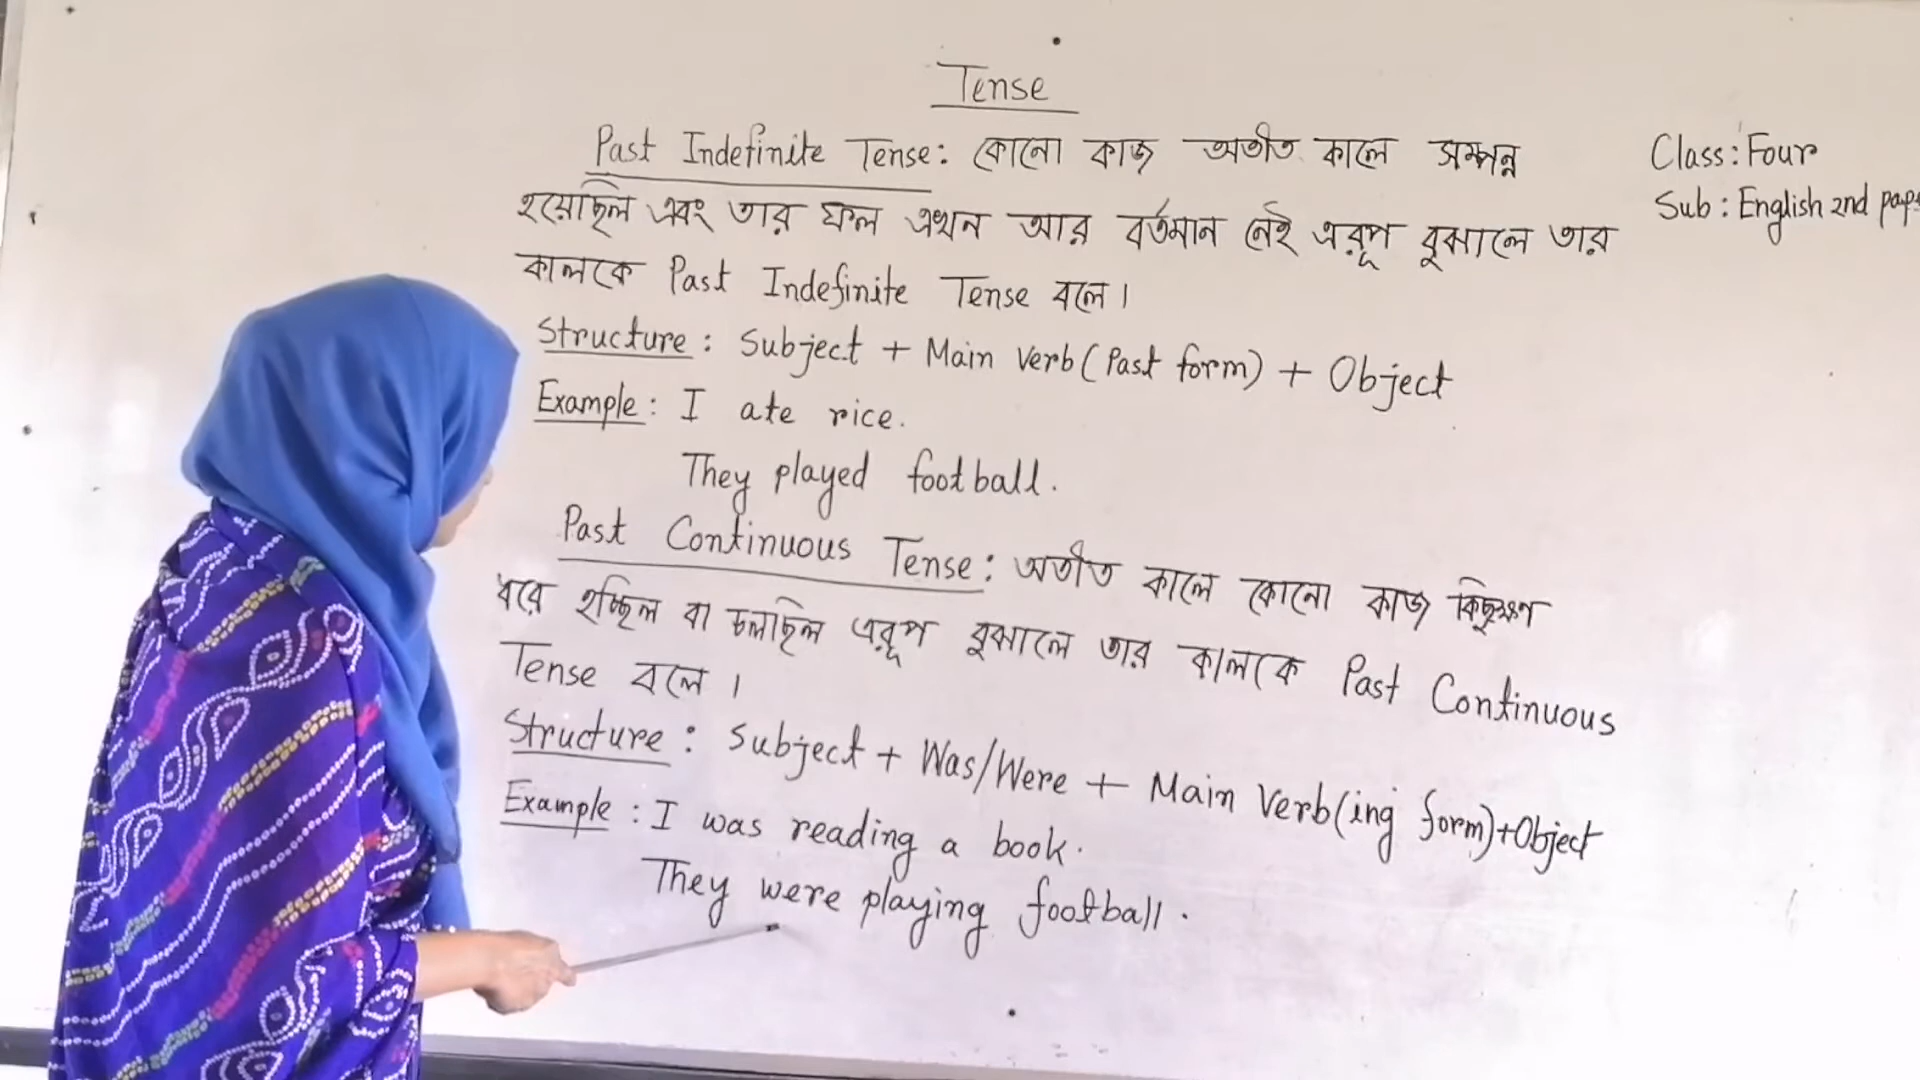 Tense
Past Indefinite Tense: কোনো কাজ অতীত কালে সম্পন্ন
হয়েছিল এবং তার ফল এখন আর বর্তমান নেই এরূপ বুঝালে তার
কালকে Past Indefinite Tense বলে।
Structure: Subject + Main Verb (Past form) + Object
Example: I ate rice.
They played football.
Past Continuous Tense: অতীত কালে কোনো কাজ কিছুক্ষণ
ধরে হচ্ছিল বা চলছিল এরূপ বুঝালে তার কালকে Past Continuous
Tense বলে।
Structure: Subject + Was/Were + Main Verb(ing form)+Object
Example: I was reading a book.
They were playing football.
Class: Four
Sub: English 2nd pape